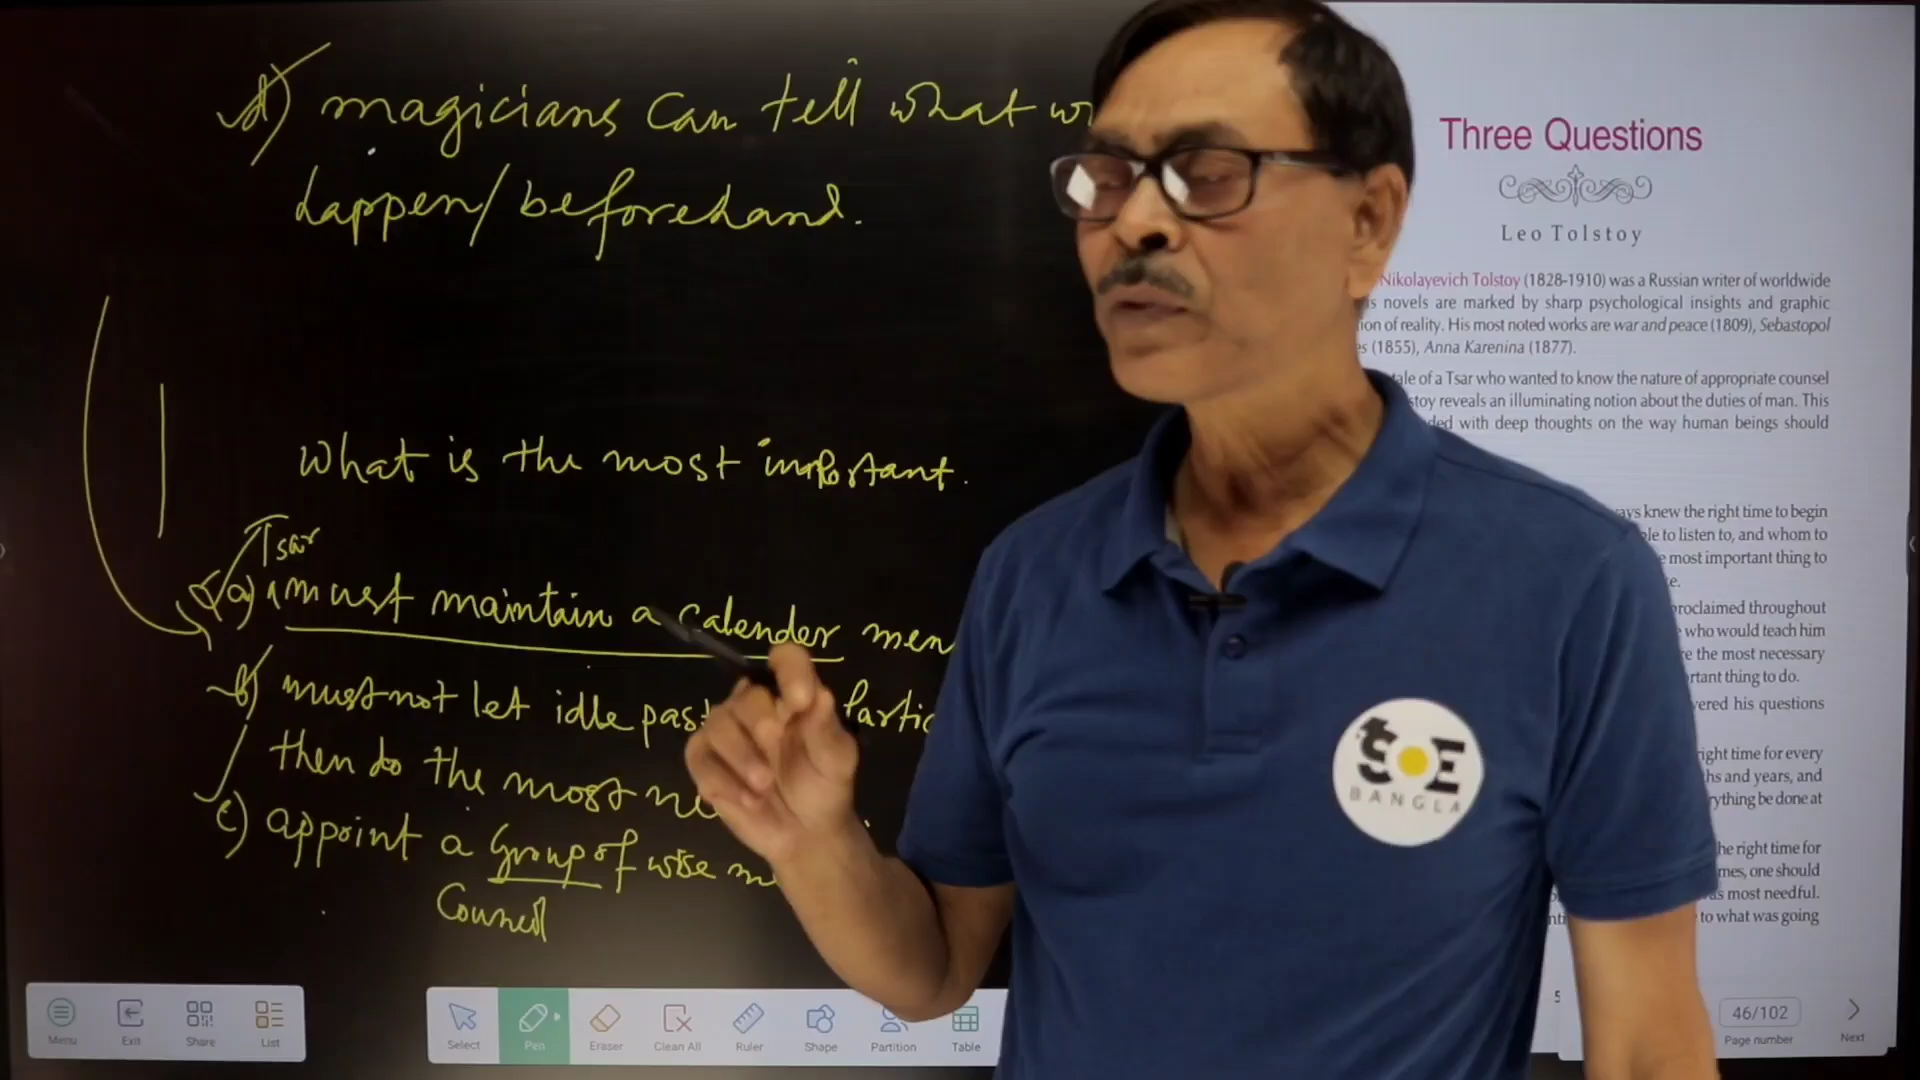 d) magicians can tell what
happen/beforehand.
What is the most important.
Tsar
(a) must maintain a Calender men
b) must not let idle past Partic
then do the most ne
c) appoint a Group of wise m
Council
Menu
Exit
Share
List
Select
Pen
Eraser
Clean All
Ruler
Shape
Partition
Table
SOE
BANGLA
Three Questions
Leo Tolstoy
Nikolayevich Tolstoy (1828-1910) was a Russian writer of worldwide
s novels are marked by sharp psychological insights and graphic
ion of reality. His most noted works are war and peace (1809), Sebastopol
es (1855), Anna Karenina (1877).
tale of a Tsar who wanted to know the nature of appropriate counsel
stoy reveals an illuminating notion about the duties of man. This
ded with deep thoughts on the way human beings should
ays knew the right time to begin
le to listen to, and whom to
e most important thing to
e.
proclaimed throughout
who would teach him
re the most necessary
rtant thing to do.
vered his questions
right time for every
hs and years, and
rything be done at
he right time for
mes, one should
as most needful.
to what was going
46/102
Page number
Next